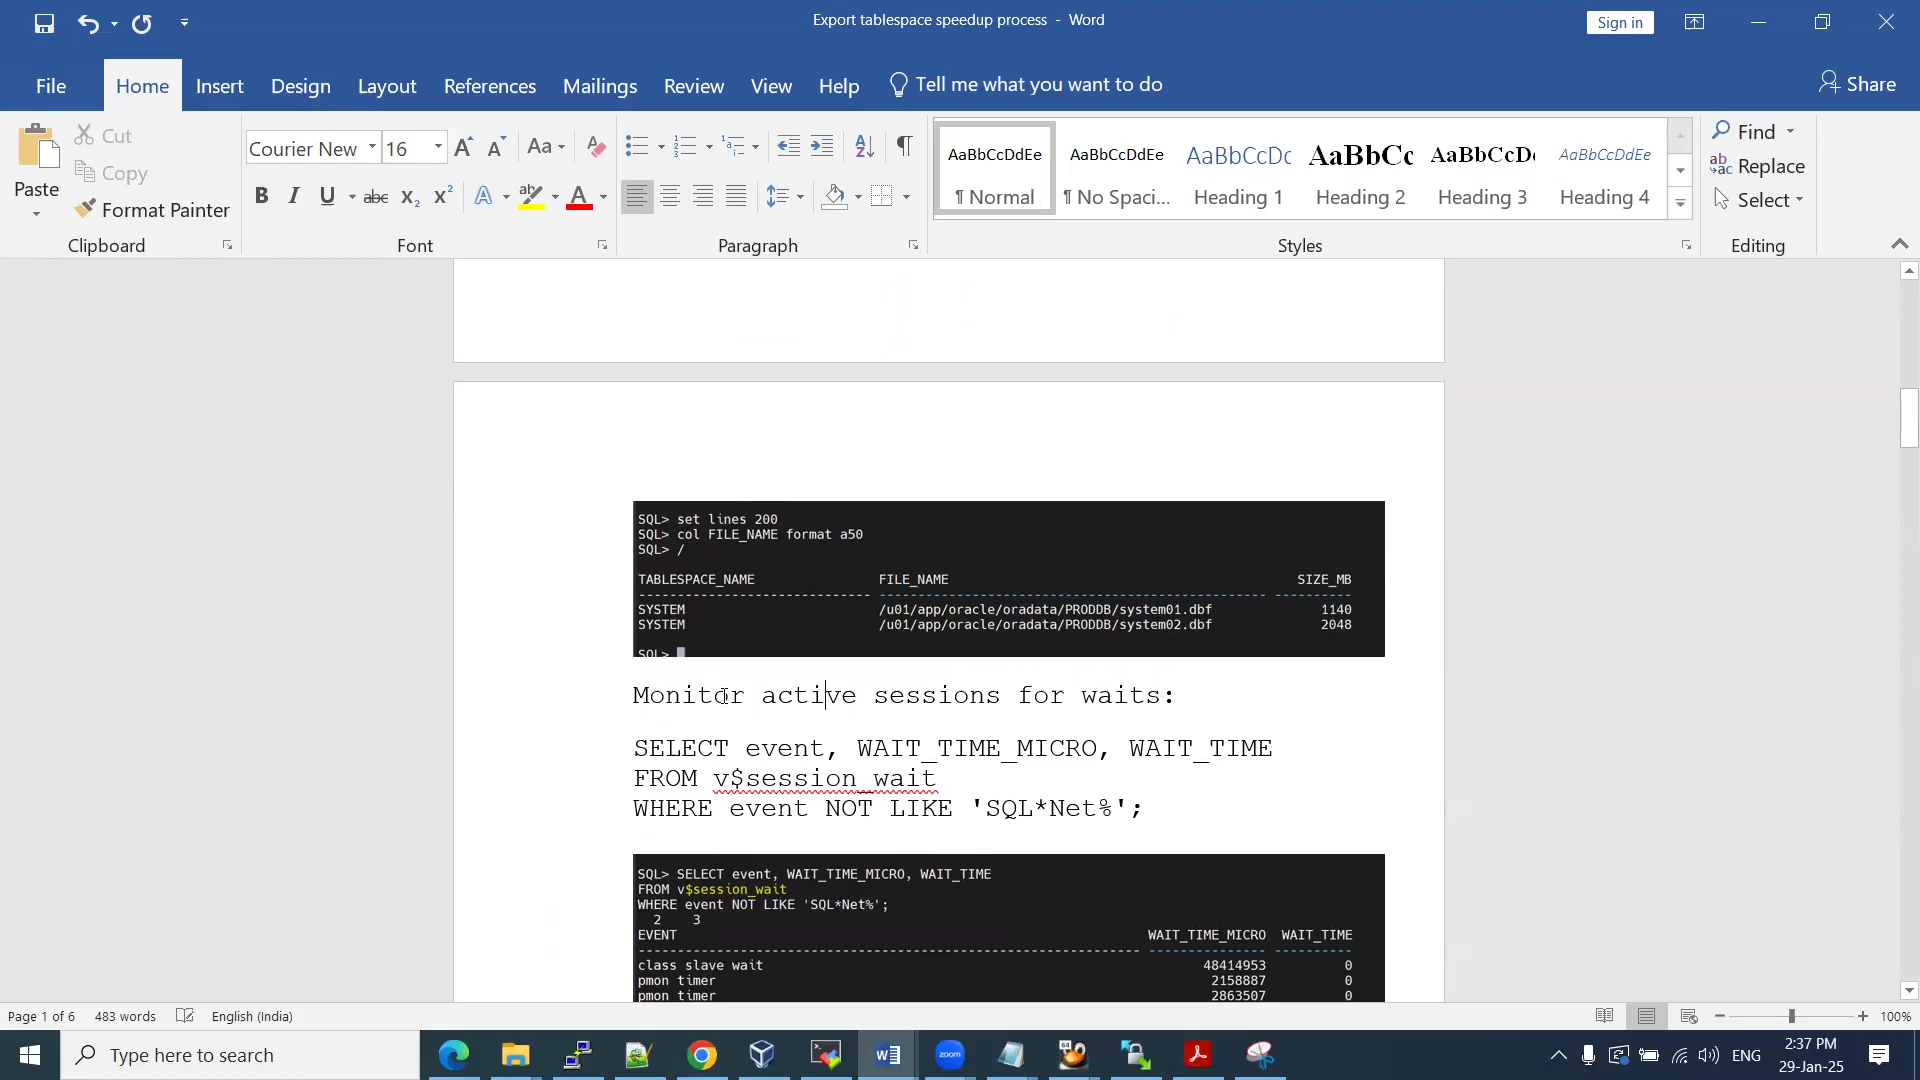 Export tablespace speedup process - Word
Sign in
File Home Insert Design Layout References Mailings Review View Help Tell me what you want to do Share
Paste
Cut
Copy
Format Painter
Clipboard
Courier New 16
Aa
B I U abc X₂ X² A ab A
Font
Paragraph
AaBbCcDdEe AaBbCcDdEe AaBbCcDc AaBbCc AaBbCcDc AaBbCcDdEe
¶ Normal ¶ No Spaci... Heading 1 Heading 2 Heading 3 Heading 4
Styles
Find
Replace
Select
Editing
SQL> set lines 200
SQL> col FILE_NAME format a50
SQL> /
TABLESPACE_NAME FILE_NAME SIZE_MB
------------------------------ -------------------------------------------------- ----------
SYSTEM /u01/app/oracle/oradata/PRODDB/system01.dbf 1140
SYSTEM /u01/app/oracle/oradata/PRODDB/system02.dbf 2048
SQL>
Monitor active sessions for waits:
SELECT event, WAIT_TIME_MICRO, WAIT_TIME
FROM v$session_wait
WHERE event NOT LIKE 'SQL*Net%';
SQL> SELECT event, WAIT_TIME_MICRO, WAIT_TIME
FROM v$session_wait
WHERE event NOT LIKE 'SQL*Net%';
2 3
EVENT WAIT_TIME_MICRO WAIT_TIME
---------------------------------------------------------------- --------------- ----------
class slave wait 48414953 0
pmon timer 2158887 0
pmon timer 2863507 0
Page 1 of 6 483 words English (India) 100%
Type here to search
zoom
64
ENG
2:37 PM
29-Jan-25